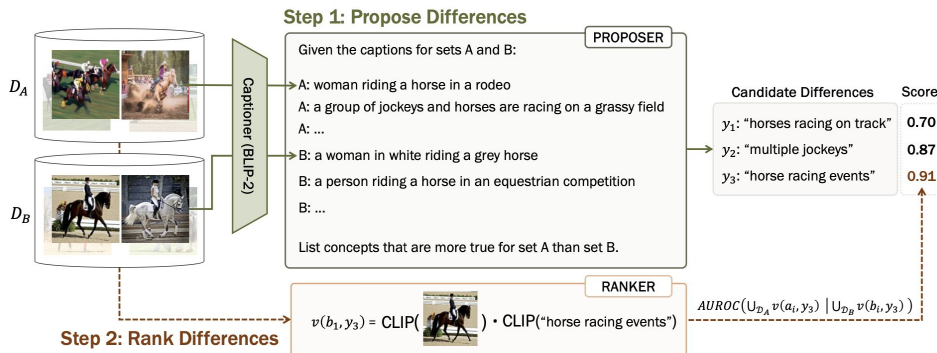 Step 1: Propose Differences
PROPOSER
Given the captions for sets A and B:
A: woman riding a horse in a rodeo
A: a group of jockeys and horses are racing on a grassy field
A: ...
B: a woman in white riding a grey horse
B: a person riding a horse in an equestrian competition
B: ...
List concepts that are more true for set A than set B.
D_A
D_B
Captioner (BLIP-2)
Candidate Differences
Score
y₁: “horses racing on track” 0.70
y₂: “multiple jockeys” 0.87
y₃: “horse racing events” 0.91
RANKER
v(b₁, y₃) = CLIP( ) • CLIP(“horse racing events”)
AUROC(⋃_{D_A} v(aᵢ, y₃) | ⋃_{D_B} v(bᵢ, y₃))
Step 2: Rank Differences